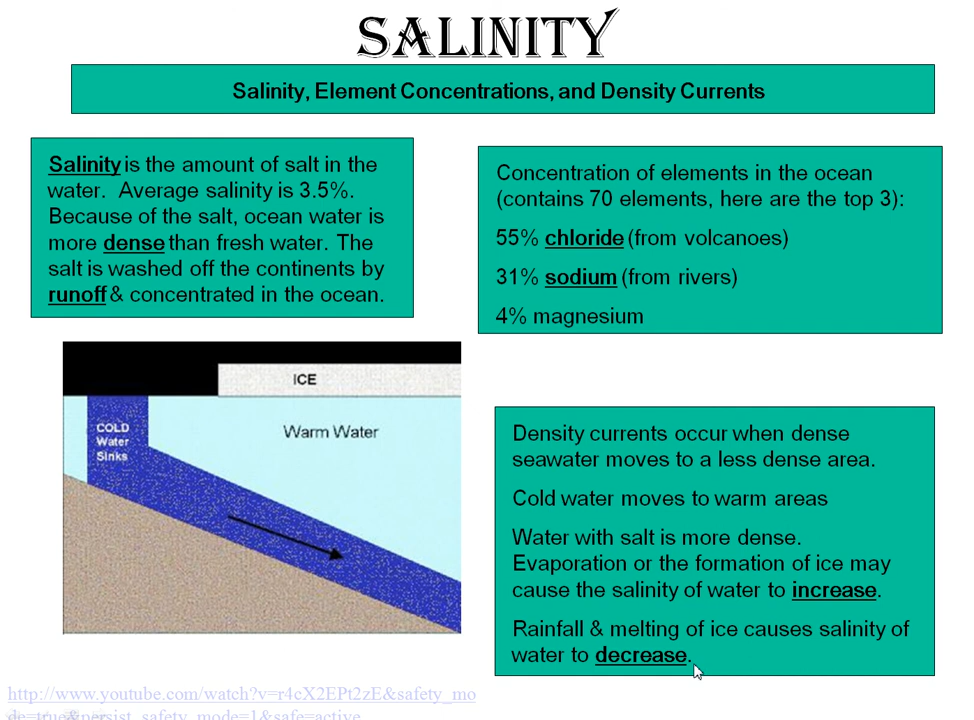 SALINITY
Salinity, Element Concentrations, and Density Currents
Salinity is the amount of salt in the
water. Average salinity is 3.5%.
Because of the salt, ocean water is
more dense than fresh water. The
salt is washed off the continents by
runoff & concentrated in the ocean.
Concentration of elements in the ocean
(contains 70 elements, here are the top 3):
55% chloride (from volcanoes)
31% sodium (from rivers)
4% magnesium
ICE
COLD
Water
Sinks
Warm Water
Density currents occur when dense
seawater moves to a less dense area.
Cold water moves to warm areas
Water with salt is more dense.
Evaporation or the formation of ice may
cause the salinity of water to increase.
Rainfall & melting of ice causes salinity of
water to decrease.
http://www.youtube.com/watch?v=r4cX2EPt2zE&safety_mo
de=true&persist_safety_mode=1&safe=active